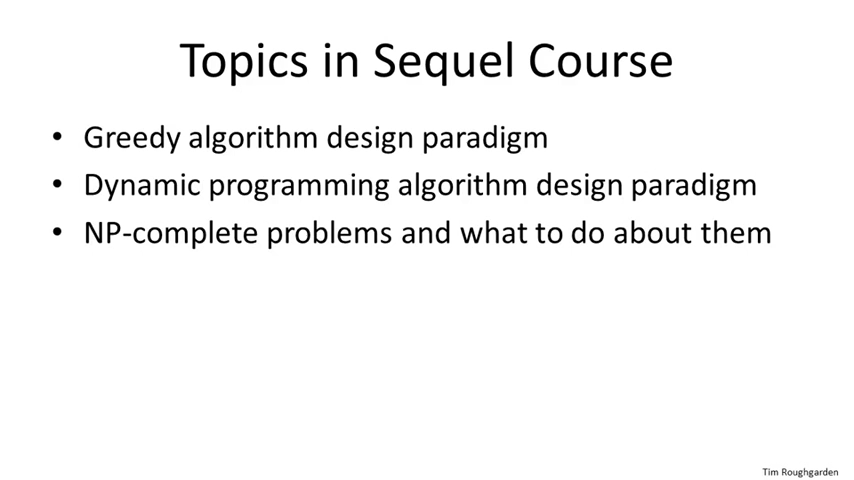 Topics in Sequel Course
• Greedy algorithm design paradigm
• Dynamic programming algorithm design paradigm
• NP-complete problems and what to do about them
Tim Roughgarden